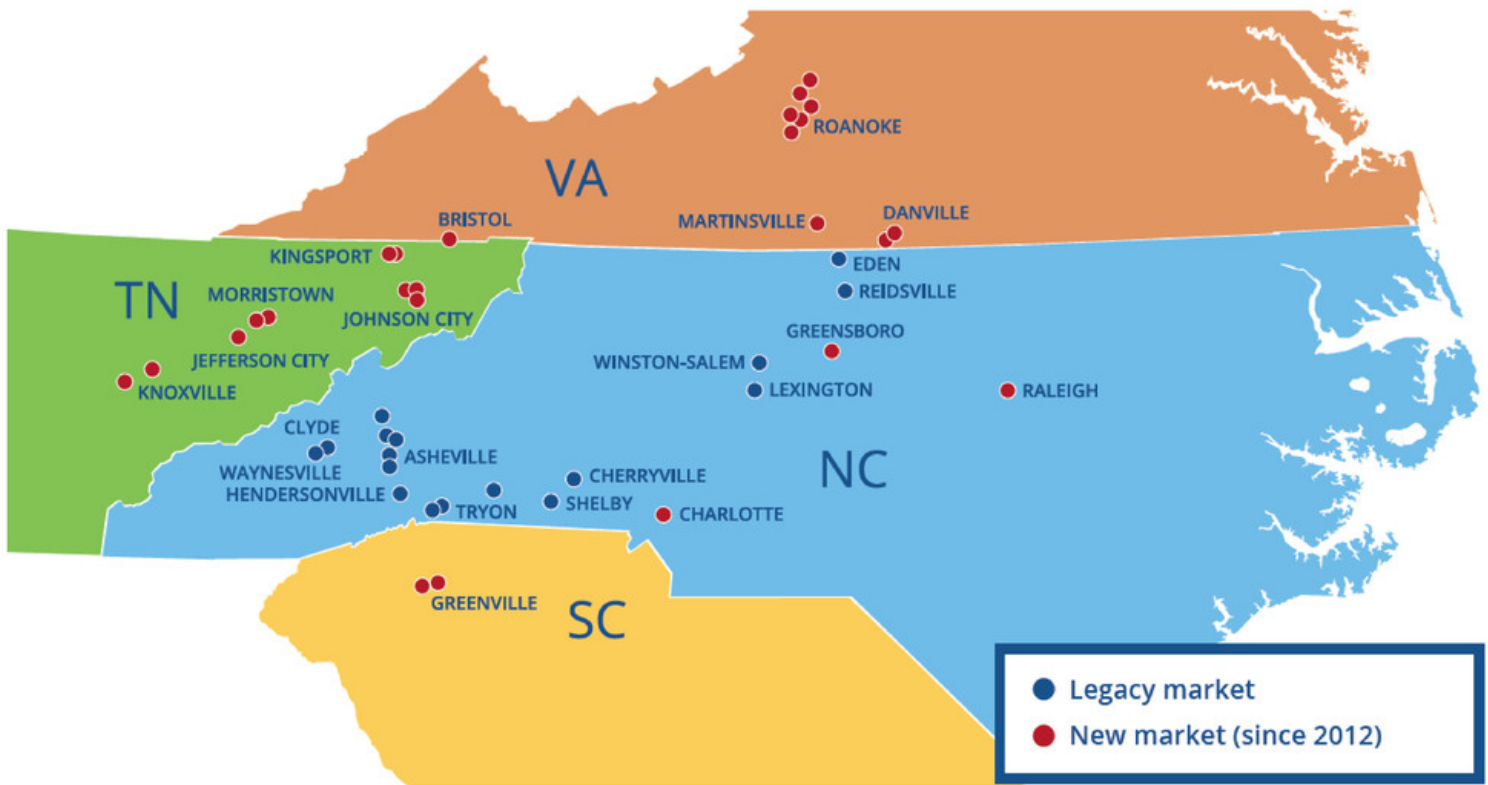 ROANOKE
VA
MARTINSVILLE
DANVILLE
BRISTOL
KINGSPORT
EDEN
TN
MORRISTOWN
REIDSVILLE
JOHNSON CITY
GREENSBORO
JEFFERSON CITY
WINSTON-SALEM
KNOXVILLE
LEXINGTON
RALEIGH
CLYDE
ASHEVILLE
WAYNESVILLE
NC
CHERRYVILLE
HENDERSONVILLE
SHELBY
TRYON
CHARLOTTE
GREENVILLE
SC
Legacy market
New market (since 2012)